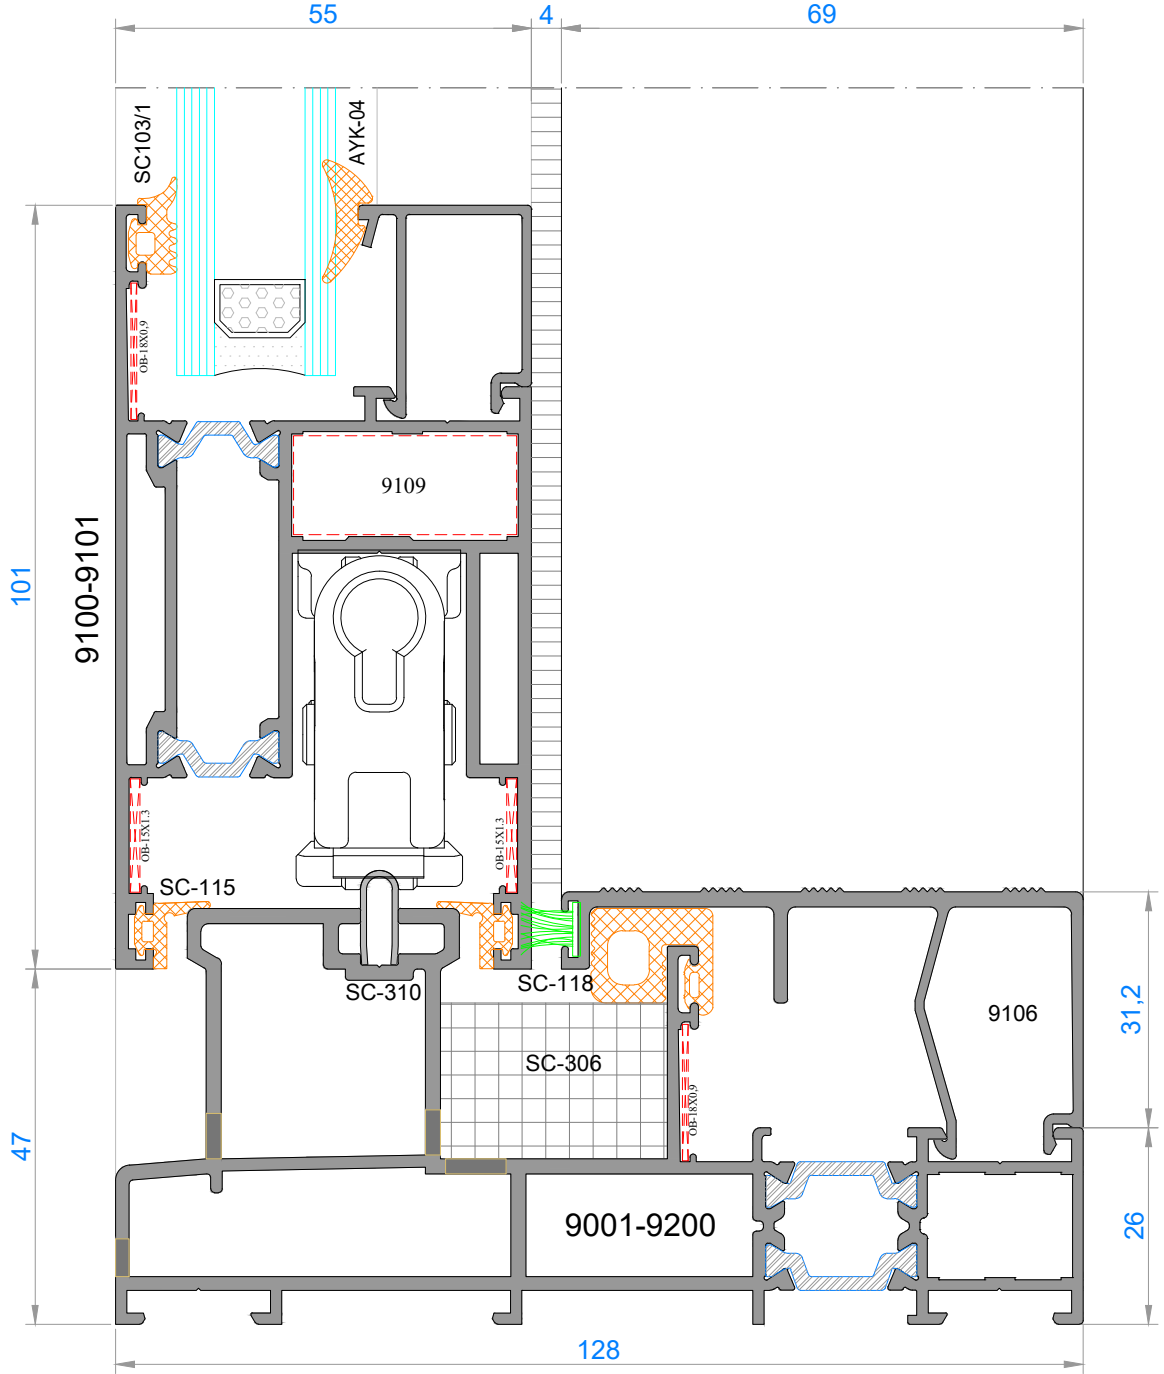 55
4
69
SC103/1
AYK-04
OB-18X0,9
9109
9100-9101
101
OB-15X1.3
OB-15X1.3
SC-115
SC-310
SC-118
9106
31,2
SC-306
OB-18X0,9
47
9001-9200
26
128